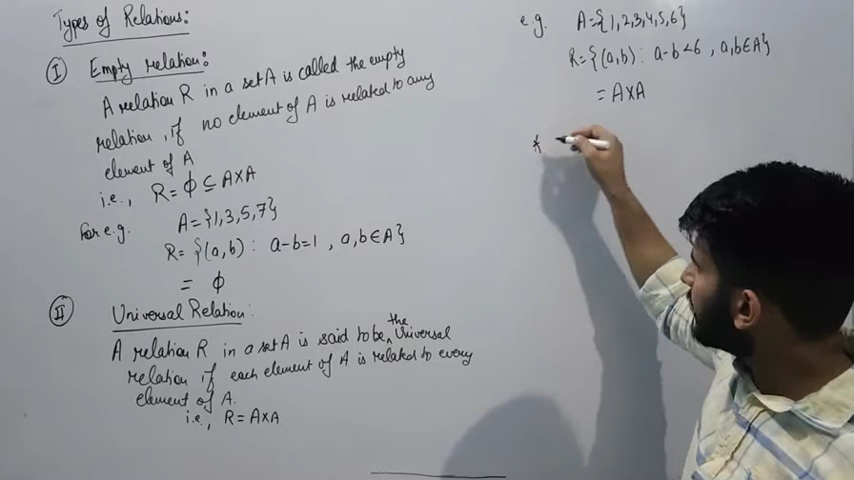 Types of Relations:
I Empty relation:
A relation R in a set A is called the empty
relation, if no element of A is related to any
element of A
i.e., R = ϕ ⊆ A×A
For e.g. A = {1,3,5,7}
R = {(a,b) : a-b=1 , a,b∈A}
= ϕ
II Universal Relation:
A relation R in a set A is said to be the Universal
relation if each element of A is related to every
element of A.
i.e., R = A×A
e.g. A = {1,2,3,4,5,6}
R = {(a,b) : a-b<6 , a,b∈A}
= A×A
*